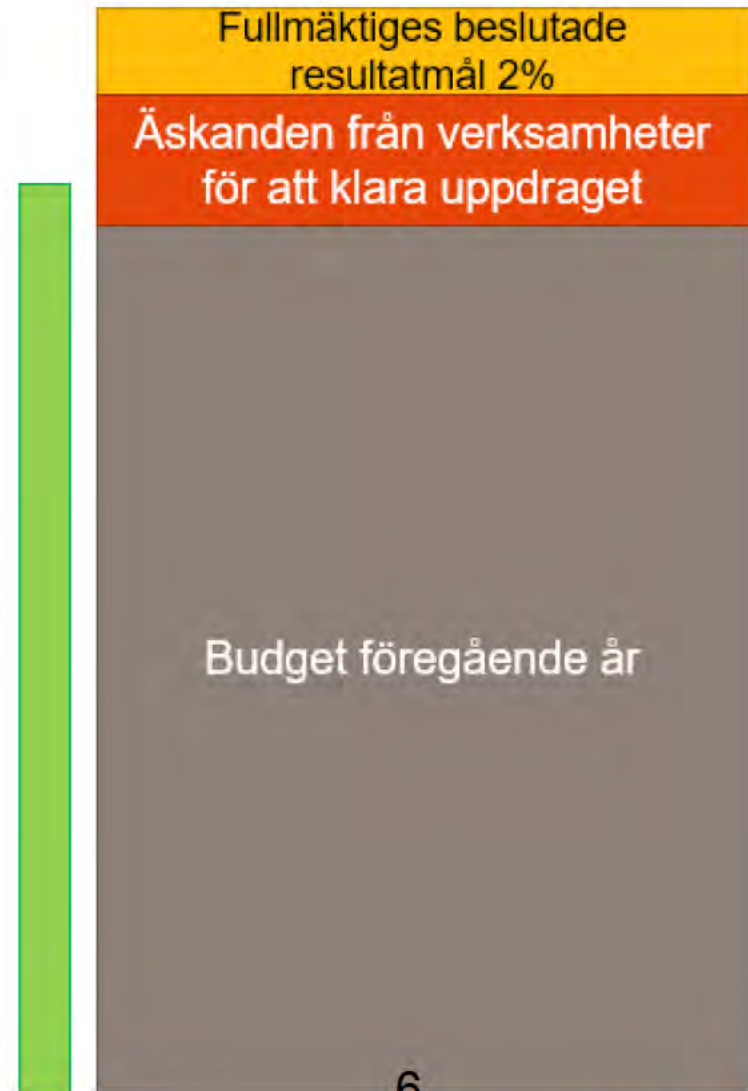 Fullmäktiges beslutade
resultatmål 2%
Äskanden från verksamheter
för att klara uppdraget
Budget föregående år
6